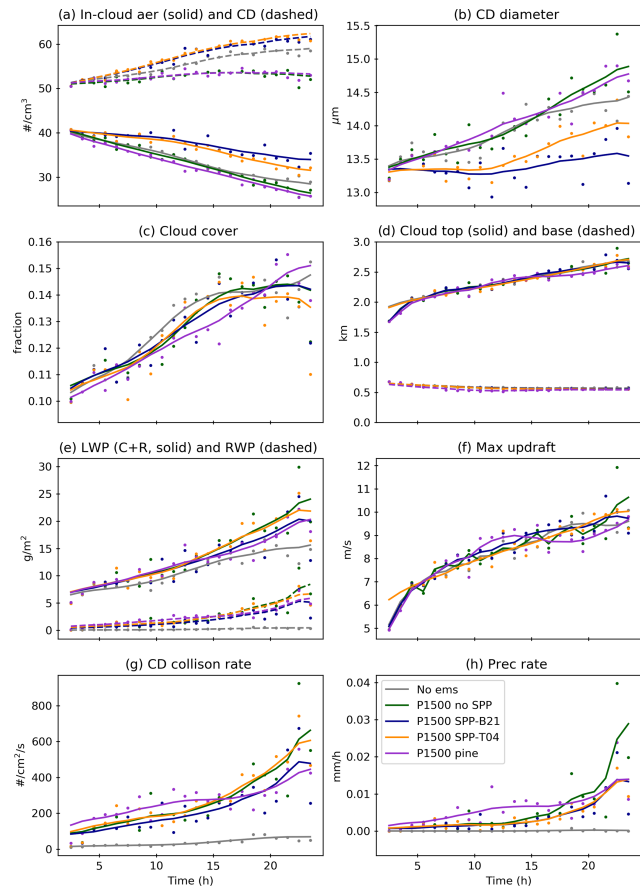 (a) In-cloud aer (solid) and CD (dashed)
60
50
40
30
#/cm³
(b) CD diameter
15.5
15.0
14.5
14.0
13.5
13.0
μm
(c) Cloud cover
0.16
0.15
0.14
0.13
0.12
0.11
0.10
fraction
(d) Cloud top (solid) and base (dashed)
3.0
2.5
2.0
1.5
1.0
0.5
0.0
km
(e) LWP (C+R, solid) and RWP (dashed)
30
25
20
15
10
5
0
g/m²
(f) Max updraft
12
11
10
9
8
7
6
5
m/s
(g) CD collison rate
800
600
400
200
0
#/cm²/s
5 10 15 20
Time (h)
(h) Prec rate
0.04
0.03
0.02
0.01
0.00
mm/h
No ems
P1500 no SPP
P1500 SPP-B21
P1500 SPP-T04
P1500 pine
5 10 15 20
Time (h)